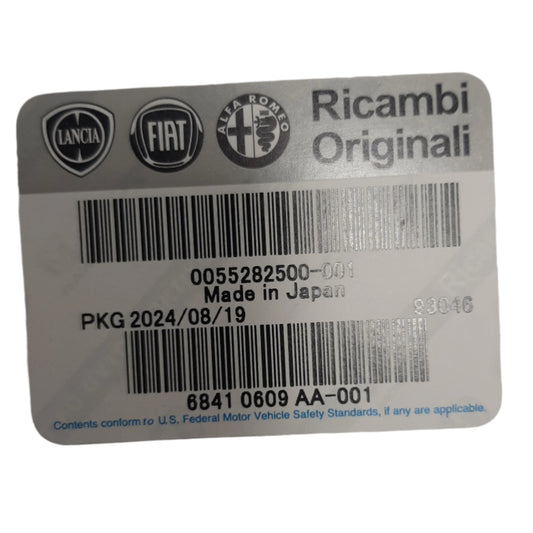 LANCIA
FIAT
ALFA ROMEO
Ricambi
Originali
0055282500-001
Made in Japan
PKG 2024/08/19 93046
6841 0609 AA-001
Contents conform to U.S. Federal Motor Vehicle Safety Standards, if any are applicable.